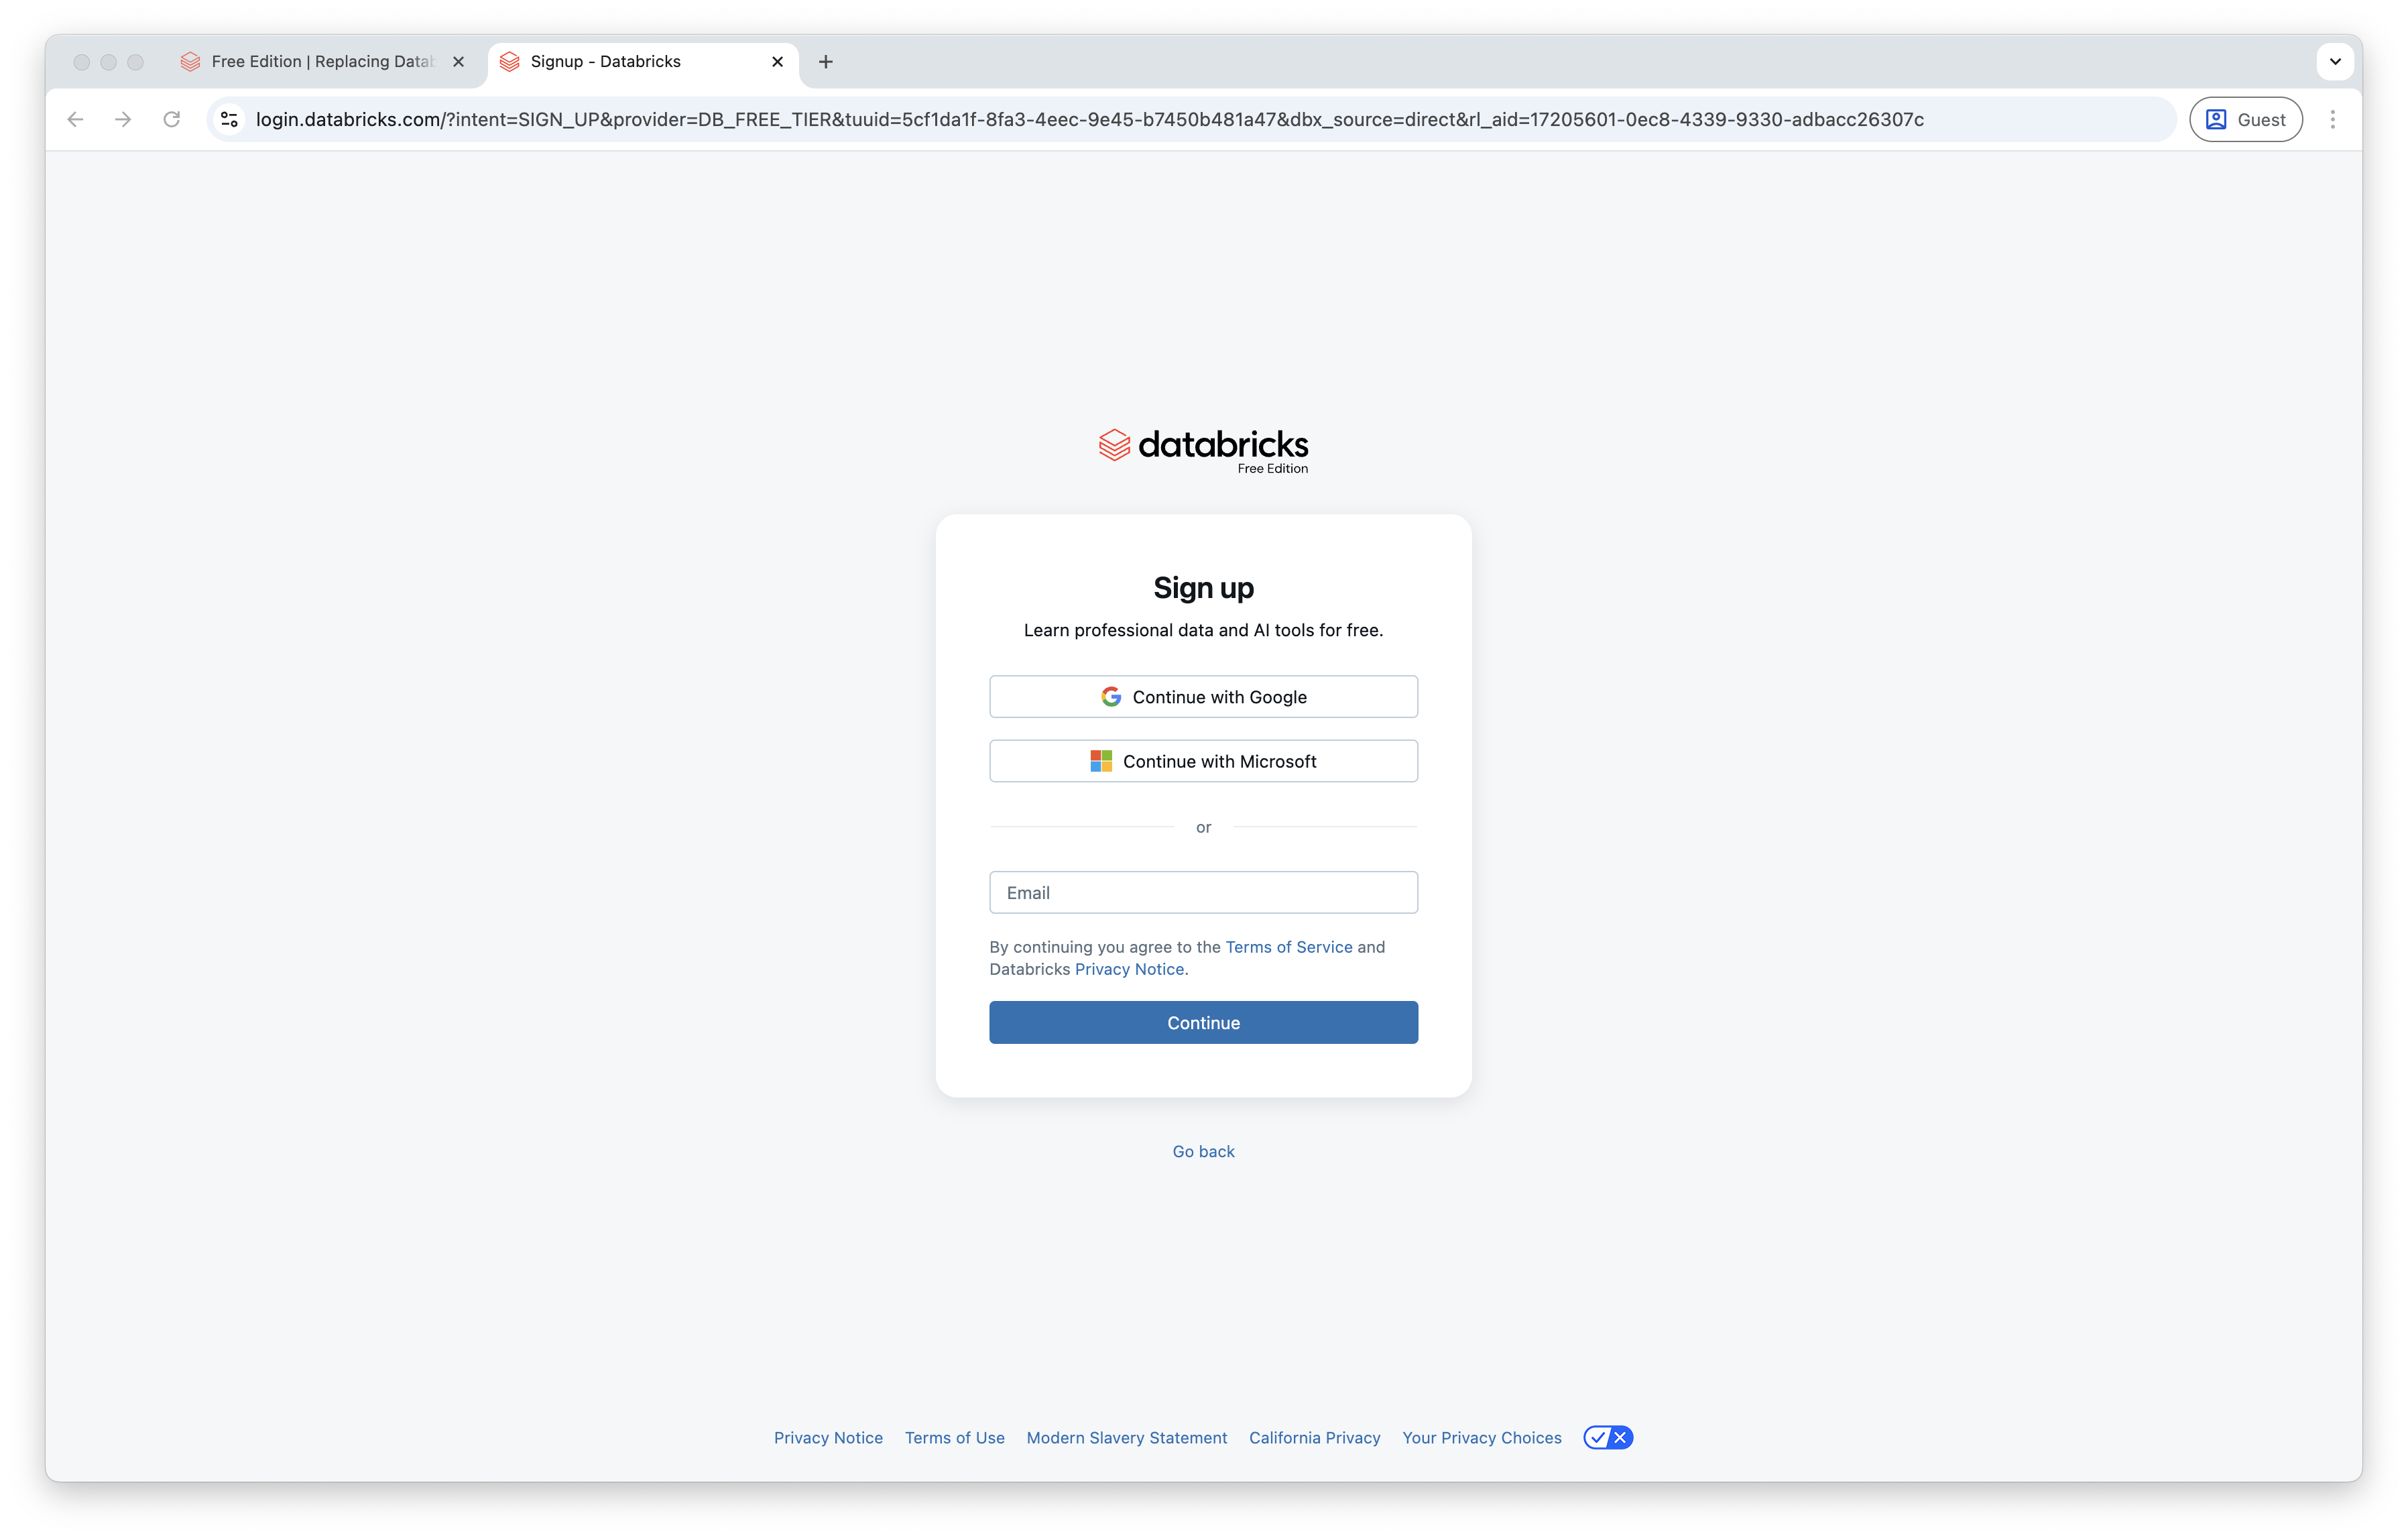 Free Edition | Replacing Datab
Signup - Databricks
login.databricks.com/?intent=SIGN_UP&provider=DB_FREE_TIER&tuuid=5cf1da1f-8fa3-4eec-9e45-b7450b481a47&dbx_source=direct&rl_aid=17205601-0ec8-4339-9330-adbacc26307c
Guest
databricks
Free Edition
Sign up
Learn professional data and AI tools for free.
Continue with Google
Continue with Microsoft
or
Email
By continuing you agree to the Terms of Service and
Databricks Privacy Notice.
Continue
Go back
Privacy Notice
Terms of Use
Modern Slavery Statement
California Privacy
Your Privacy Choices